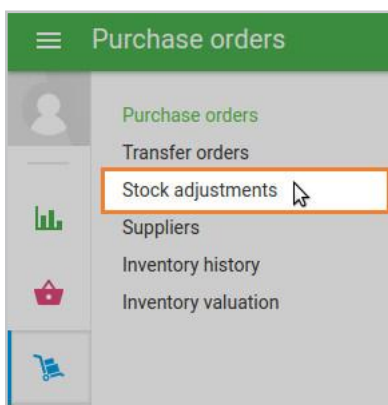 Purchase orders
Purchase orders
Transfer orders
Stock adjustments
Suppliers
Inventory history
Inventory valuation